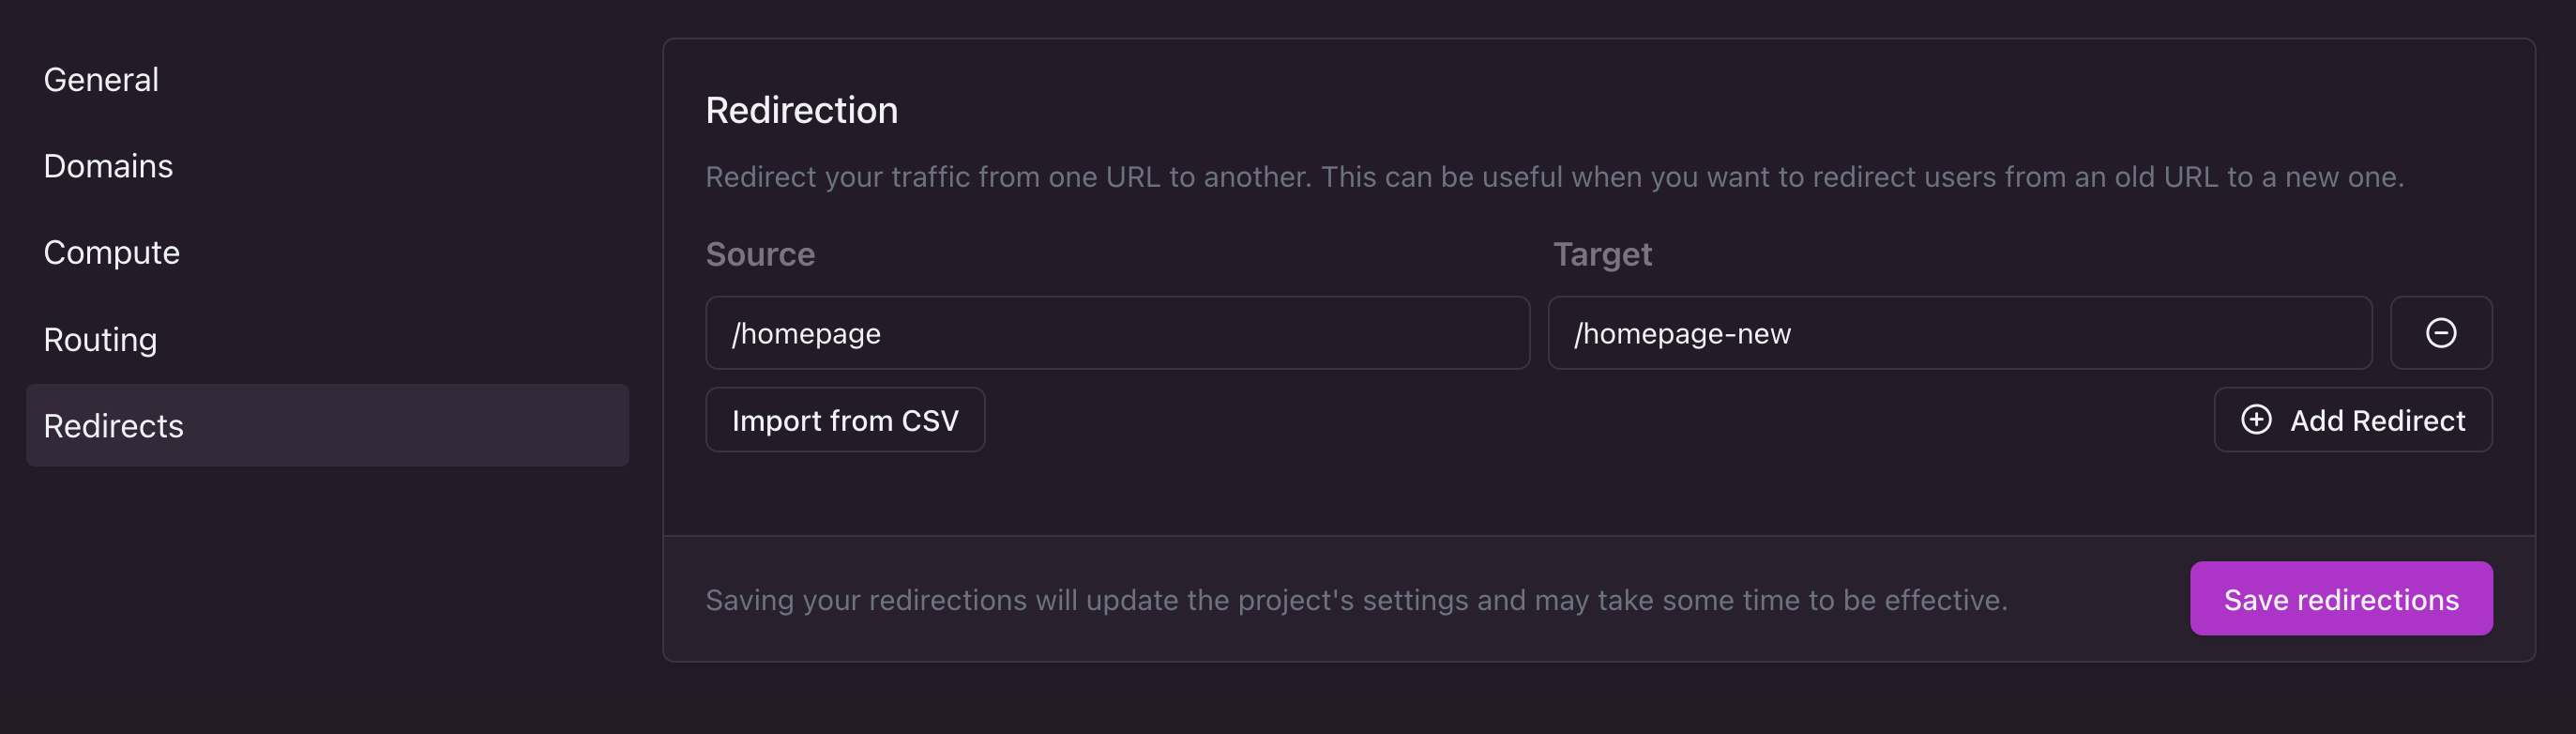 General
Domains
Compute
Routing
Redirects
Redirection
Redirect your traffic from one URL to another. This can be useful when you want to redirect users from an old URL to a new one.
Source Target
/homepage /homepage-new
Import from CSV Add Redirect
Saving your redirections will update the project's settings and may take some time to be effective. Save redirections